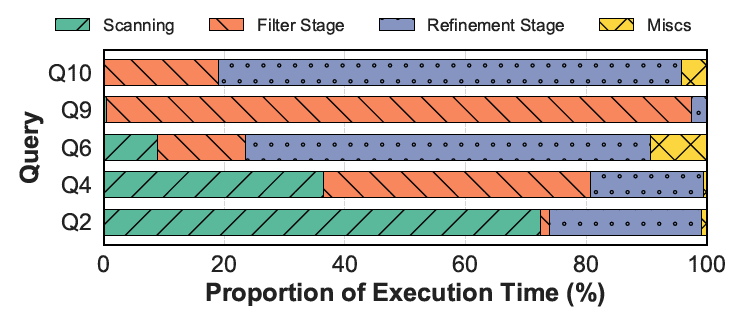 Scanning Filter Stage Refinement Stage Miscs
Q10
Q9
Q6
Q4
Q2
Query
0 20 40 60 80 100
Proportion of Execution Time (%)